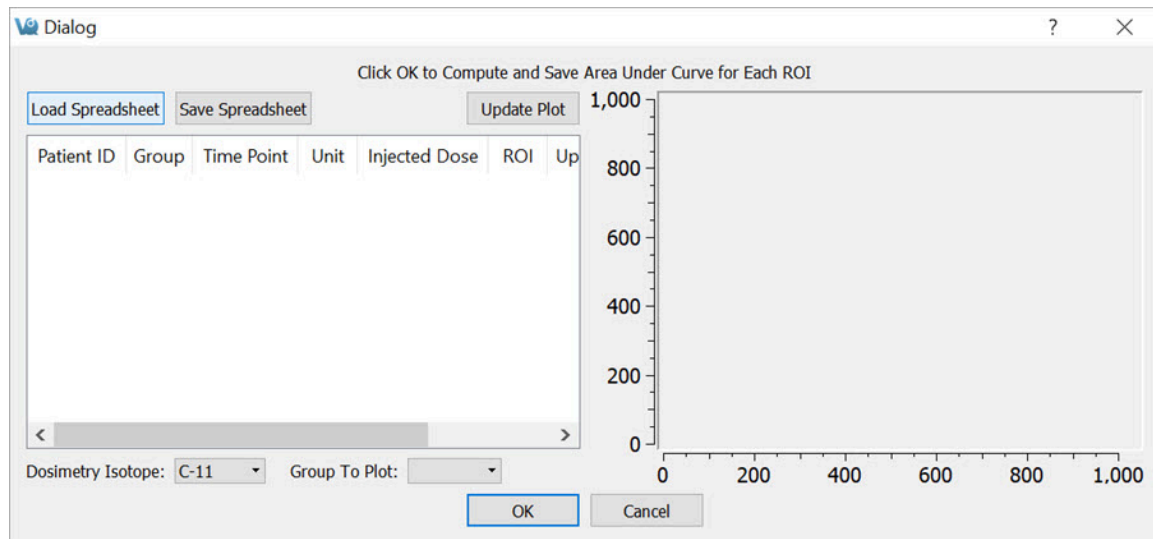 Dialog
?
Click OK to Compute and Save Area Under Curve for Each ROI
Load Spreadsheet Save Spreadsheet Update Plot
Patient ID Group Time Point Unit Injected Dose ROI Up
1,000
800
600
400
200
0
0 200 400 600 800 1,000
Dosimetry Isotope: C-11 Group To Plot:
OK Cancel